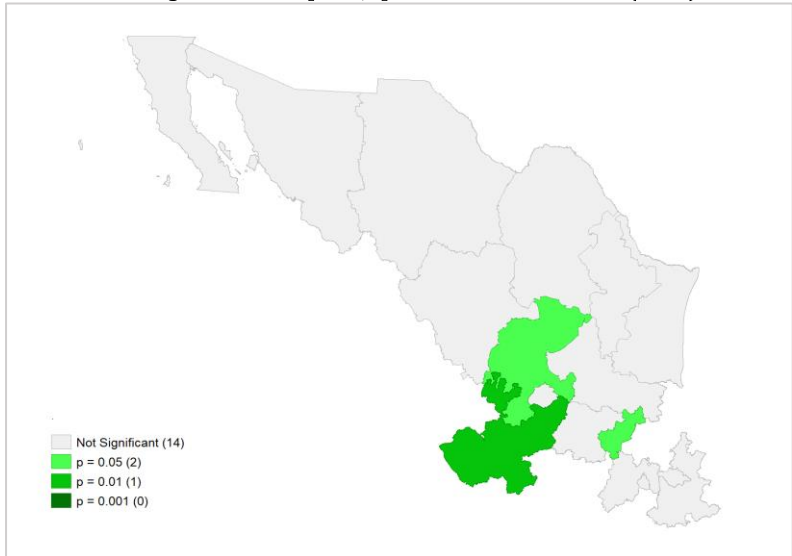 Not Significant (14)
p = 0.05 (2)
p = 0.01 (1)
p = 0.001 (0)